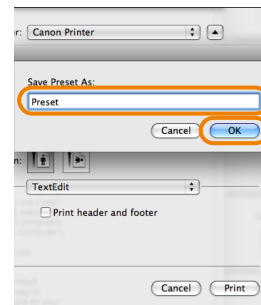 r: Canon Printer
Save Preset As:
Preset
Cancel OK
n:
TextEdit
Print header and footer
Cancel Print